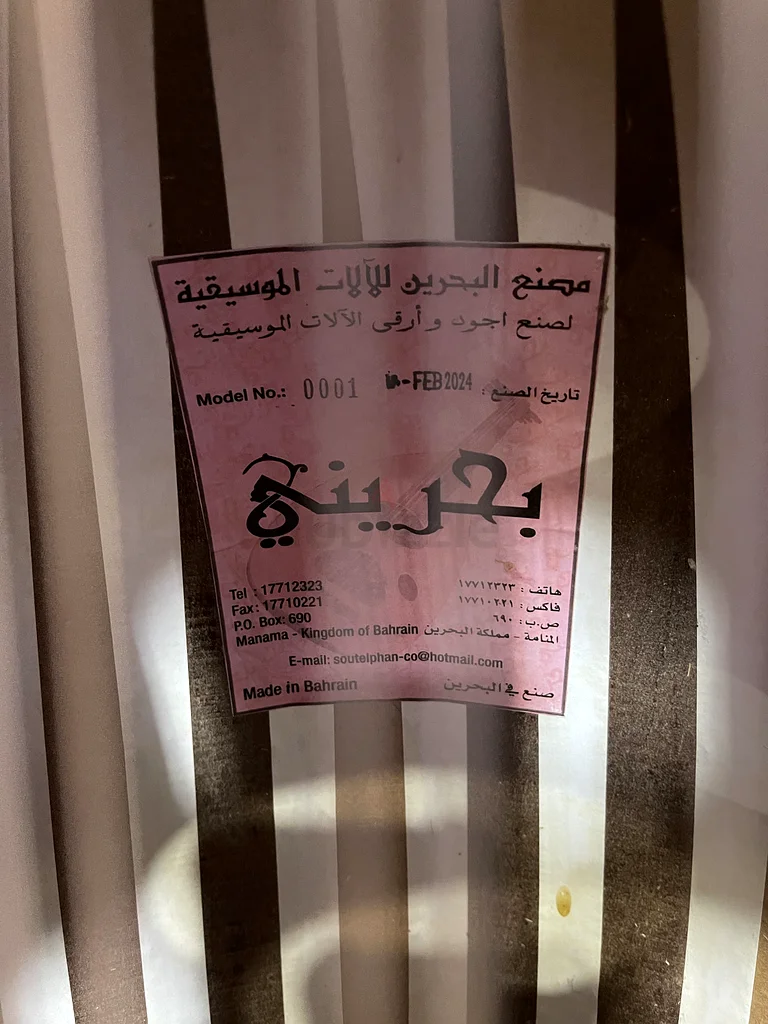 مصنع البحرين للآلات الموسيقية
لصنع اجود وأرقى الآلات الموسيقية
Model No.: 0001 -FEB 2024 تاريخ الصنع :
بحريني
Tel : 17712323 هاتف : ١٧٧١٢٣٢٣
Fax: 17710221 فاكس : ١٧٧١٠٢٢١
P.O. Box: 690 ص.ب : ٦٩٠
Manama - Kingdom of Bahrain المنامة - مملكة البحرين
E-mail: soutelphan-co@hotmail.com
Made in Bahrain صنع في البحرين